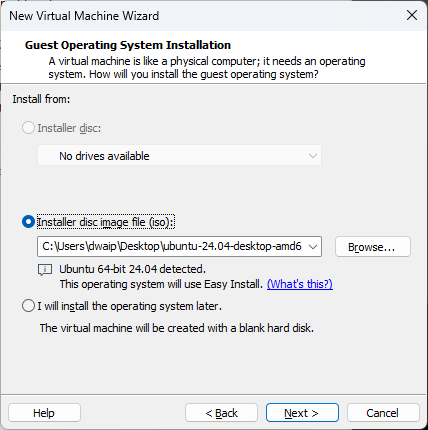 New Virtual Machine Wizard
Guest Operating System Installation
A virtual machine is like a physical computer; it needs an operating
system. How will you install the guest operating system?
Install from:
Installer disc:
No drives available
Installer disc image file (iso):
C:\Users\dwaip\Desktop\ubuntu-24.04-desktop-amd6
Browse...
Ubuntu 64-bit 24.04 detected.
This operating system will use Easy Install. (What's this?)
I will install the operating system later.
The virtual machine will be created with a blank hard disk.
Help
< Back
Next >
Cancel